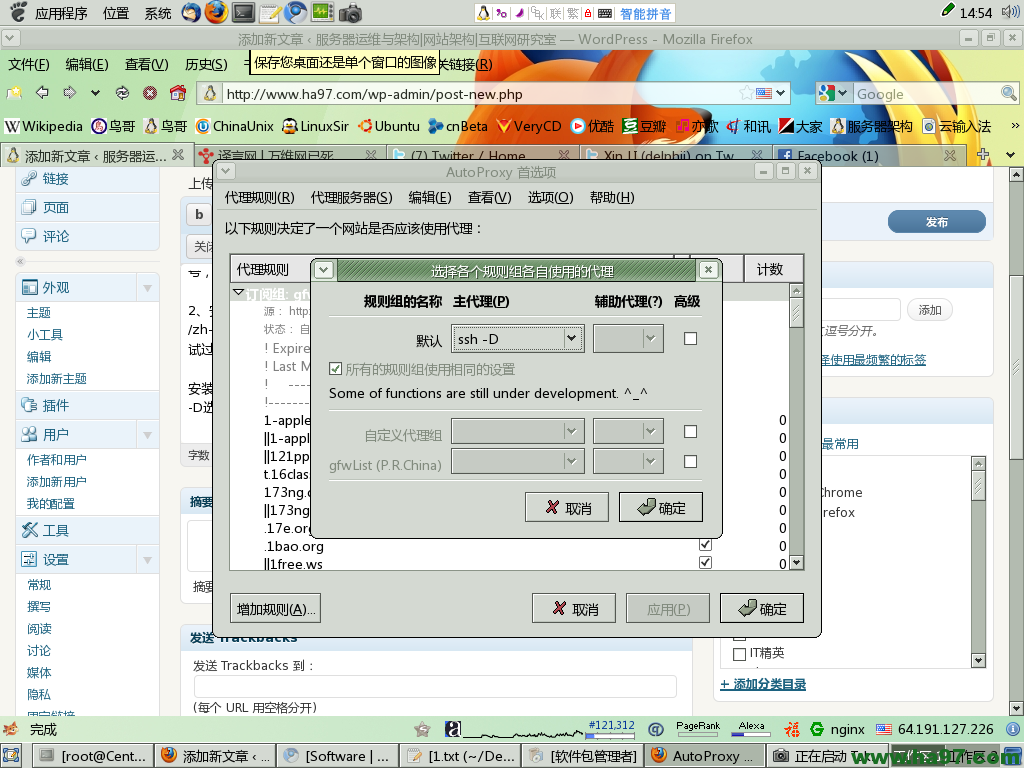 应用程序 位置 系统
智能拼音
14:54
添加新文章 ‹ 服务器运维与架构|网站架构|互联网研究室 — WordPress - Mozilla Firefox
文件(F) 编辑(E) 查看(V) 历史(S) 链接(R)
保存您桌面还是单个窗口的图像
http://www.ha97.com/wp-admin/post-new.php
Google
Wikipedia 鸟哥 鸟哥 ChinaUnix LinuxSir Ubuntu cnBeta VeryCD 优酷 豆瓣 亦歌 和讯 大家 服务器架构 云输入法 »
添加新文章 ‹ 服务器运...
译言网 | 万维网已死
(7) Twitter / Home
Xin LI (delphij) on Tw...
Facebook (1)
链接
页面
评论
外观
主题
小工具
编辑
添加新主题
插件
用户
作者和用户
添加新用户
我的配置
工具
设置
常规
撰写
阅读
讨论
媒体
隐私
上传
b
关闭
2、安
/zh-
试过
安装
-D选
字数
摘要
摘要
AutoProxy 首选项
代理规则(R) 代理服务器(S) 编辑(E) 查看(V) 选项(O) 帮助(H)
以下规则决定了一个网站是否应该使用代理：
代理规则
计数
订阅组: gf
源： http
状态： 自
! Expire
! Last M
! ----
!--------
1-apple 0
||1-appl 0
||121pp 0
t.16clas 0
173ng.c 0
||173ng 0
.17e.org 0
.1bao.org 0
||1free.ws 0
增加规则(A)...
取消
应用(P)
确定
选择各个规则组各自使用的代理
规则组的名称 主代理(P) 辅助代理(?) 高级
默认 ssh -D
所有的规则组使用相同的设置
Some of functions are still under development. ^_^
自定义代理组
gfwList (P.R.China)
取消
确定
发布
添加
逗号分开。
择使用最频繁的标签
最常用
Chrome
irefox
IT精英
+ 添加分类目录
发送 Trackbacks
发送 Trackbacks 到：
(每个 URL 用空格分开)
完成
#121,312
PageRank
Alexa
nginx
64.191.127.226
[root@Cent...
添加新文章 ‹ ...
[Software | ...
[1.txt (~/De...
[软件包管理者]
AutoProxy ...
正在启动
www.ha97.com